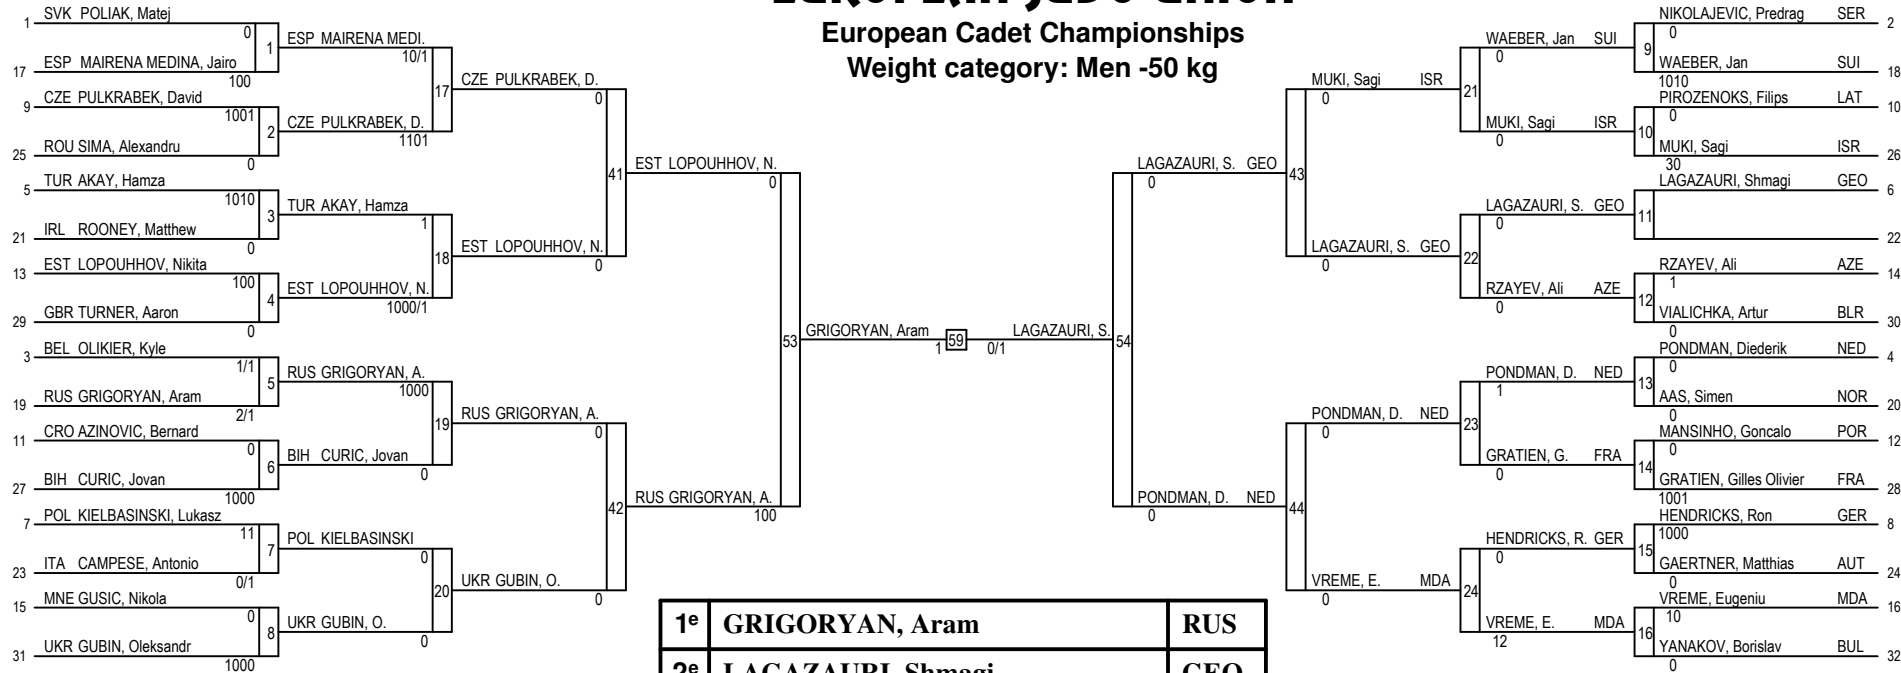 EUROPEAN JUDO UNION
European Cadet Championships
Weight category: Men -50 kg
1 SVK POLIAK, Matej
0
1
17 ESP MAIRENA MEDINA, Jairo
100
ESP MAIRENA MEDI.
10/1
9 CZE PULKRABEK, David
1001
2
25 ROU SIMA, Alexandru
0
CZE PULKRABEK, D.
1101
17
CZE PULKRABEK, D.
0
5 TUR AKAY, Hamza
1010
3
21 IRL ROONEY, Matthew
0
TUR AKAY, Hamza
1
13 EST LOPOUHHOV, Nikita
100
4
29 GBR TURNER, Aaron
0
EST LOPOUHHOV, N.
1000/1
18
EST LOPOUHHOV, N.
0
41
EST LOPOUHHOV, N.
0
3 BEL OLIKIER, Kyle
1/1
5
19 RUS GRIGORYAN, Aram
2/1
RUS GRIGORYAN, A.
1000
11 CRO AZINOVIC, Bernard
0
6
27 BIH CURIC, Jovan
1000
BIH CURIC, Jovan
0
19
RUS GRIGORYAN, A.
0
7 POL KIELBASINSKI, Lukasz
11
7
23 ITA CAMPESE, Antonio
0/1
POL KIELBASINSKI
0
15 MNE GUSIC, Nikola
0
8
31 UKR GUBIN, Oleksandr
1000
UKR GUBIN, O.
0
20
UKR GUBIN, O.
0
42
RUS GRIGORYAN, A.
100
53
GRIGORYAN, Aram
1
59
LAGAZAURI, S.
0/1
54
LAGAZAURI, S. GEO
0
43
MUKI, Sagi ISR
0
21
WAEBER, Jan SUI
0
9
NIKOLAJEVIC, Predrag SER 2
0
WAEBER, Jan SUI 18
1010
MUKI, Sagi ISR
0
10
PIROZENOKS, Filips LAT 10
0
MUKI, Sagi ISR 26
30
LAGAZAURI, S. GEO
0
22
LAGAZAURI, S. GEO
0
11
LAGAZAURI, Shmagi GEO 6
22
RZAYEV, Ali AZE
0
12
RZAYEV, Ali AZE 14
1
VIALICHKA, Artur BLR 30
0
PONDMAN, D. NED
0
44
PONDMAN, D. NED
0
23
PONDMAN, D. NED
1
13
PONDMAN, Diederik NED 4
0
AAS, Simen NOR 20
0
GRATIEN, G. FRA
0
14
MANSINHO, Goncalo POR 12
0
GRATIEN, Gilles Olivier FRA 28
1001
VREME, E. MDA
0
24
HENDRICKS, R. GER
0
15
HENDRICKS, Ron GER 8
1000
GAERTNER, Matthias AUT 24
0
VREME, E. MDA
12
16
VREME, Eugeniu MDA 16
10
YANAKOV, Borislav BUL 32
0
1e GRIGORYAN, Aram RUS
2e LAGAZAURI, Shmagi GEO